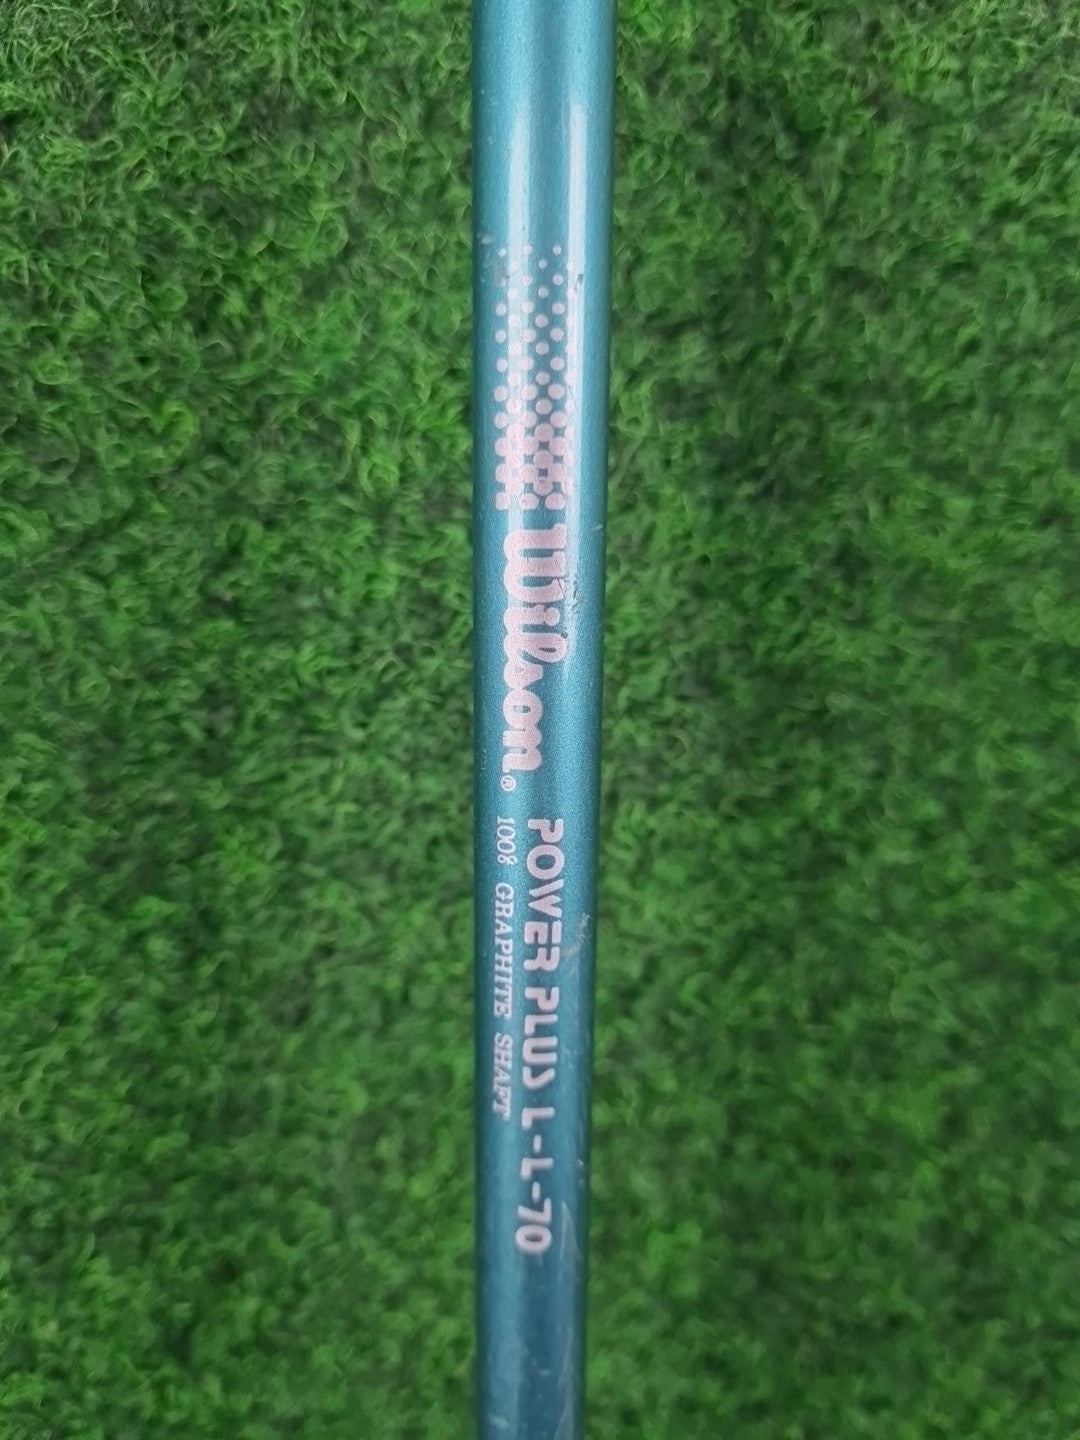 Wilson®
POWER PLUS L-L-70
100% GRAPHITE SHAFT